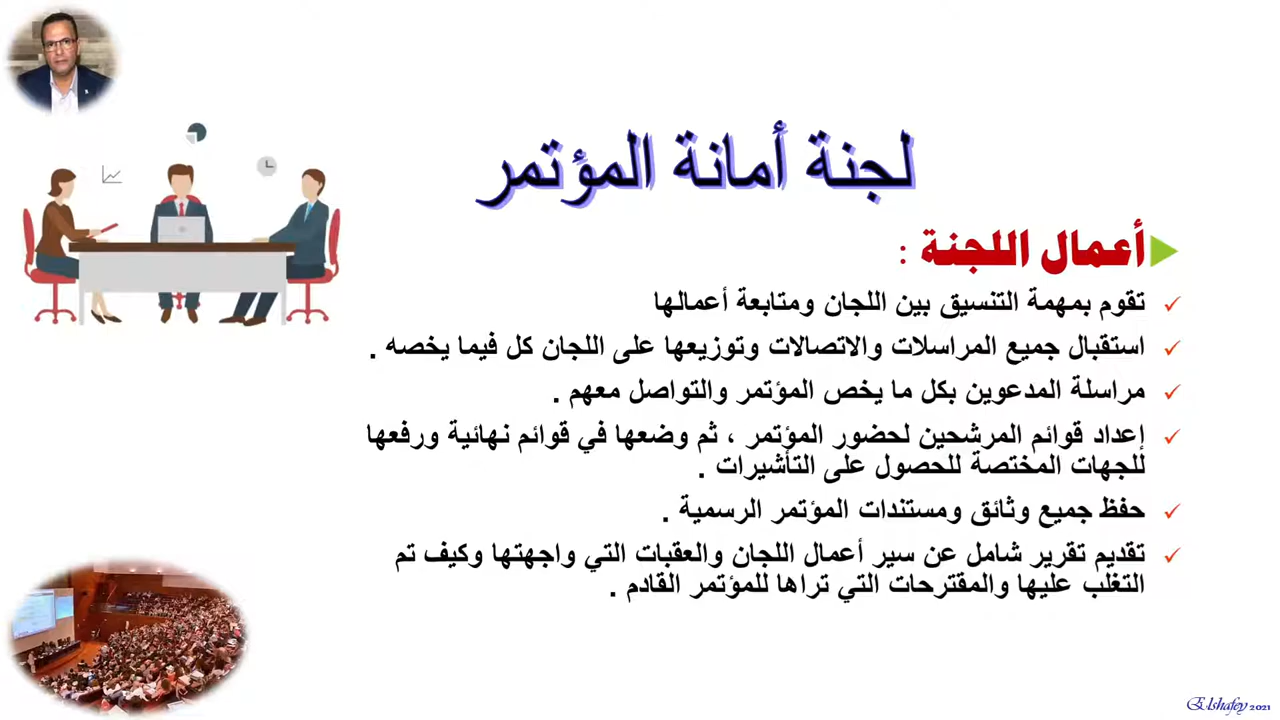 لجنة أمانة المؤتمر
أعمال اللجنة :
تقوم بمهمة التنسيق بين اللجان ومتابعة أعمالها
استقبال جميع المراسلات والاتصالات وتوزيعها على اللجان كل فيما يخصه .
مراسلة المدعوين بكل ما يخص المؤتمر والتواصل معهم .
إعداد قوائم المرشحين لحضور المؤتمر ، ثم وضعها في قوائم نهائية ورفعها
للجهات المختصة للحصول على التأشيرات .
حفظ جميع وثائق ومستندات المؤتمر الرسمية .
تقديم تقرير شامل عن سير أعمال اللجان والعقبات التي واجهتها وكيف تم
التغلب عليها والمقترحات التي تراها للمؤتمر القادم .
Elshafey 2021